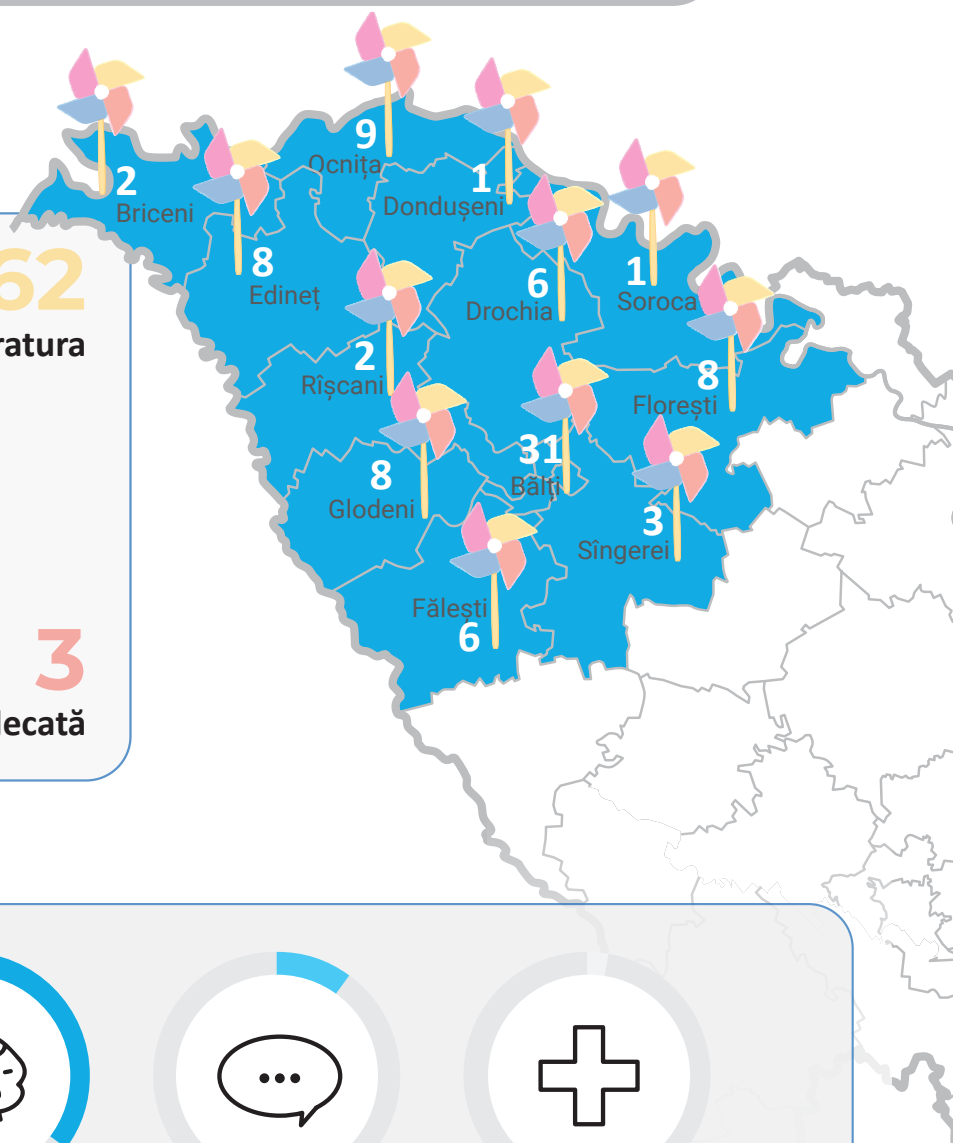 9
Ocnița
2
Briceni
1
Dondușeni
8
Edineț
6
Drochia
1
Soroca
62
ratura
2
Rîșcani
8
Florești
31
Bălți
8
Glodeni
3
Sîngerei
Fălești
6
3